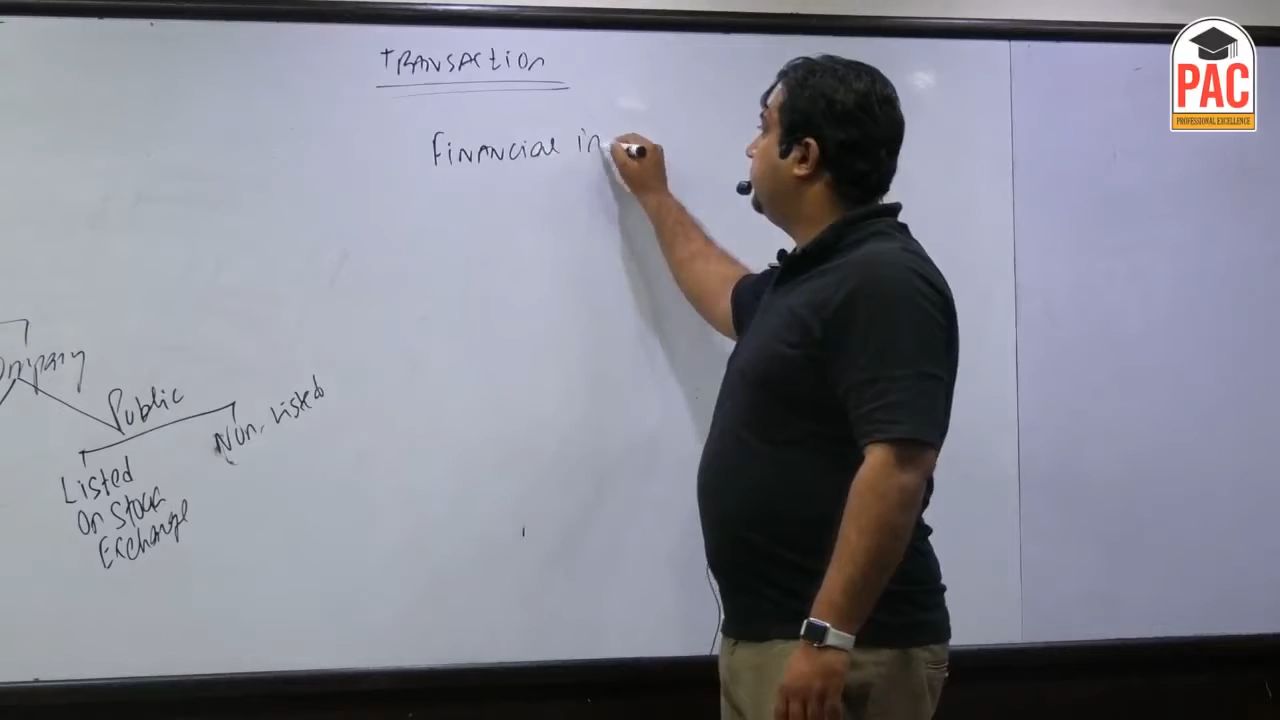 TRANSACTION
Financial in
Company
Public
Listed
On Stock
Exchange
Non. Listed
PAC
PROFESSIONAL EXCELLENCE